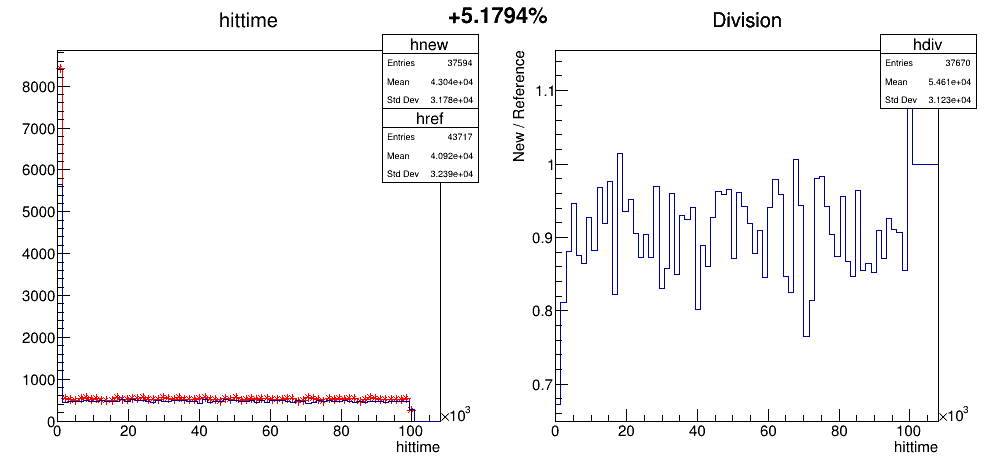 +5.1794%
hittime
hnew
Entries 37594
Mean 4.304e+04
Std Dev 3.178e+04
href
Entries 43717
Mean 4.092e+04
Std Dev 3.239e+04
8000
7000
6000
5000
4000
3000
2000
1000
0
0 20 40 60 80 100 ×10³
hittime
Division
hdiv
Entries 37670
Mean 5.461e+04
Std Dev 3.123e+04
New / Reference
1.1
1
0.9
0.8
0.7
0 20 40 60 80 100 ×10³
hittime